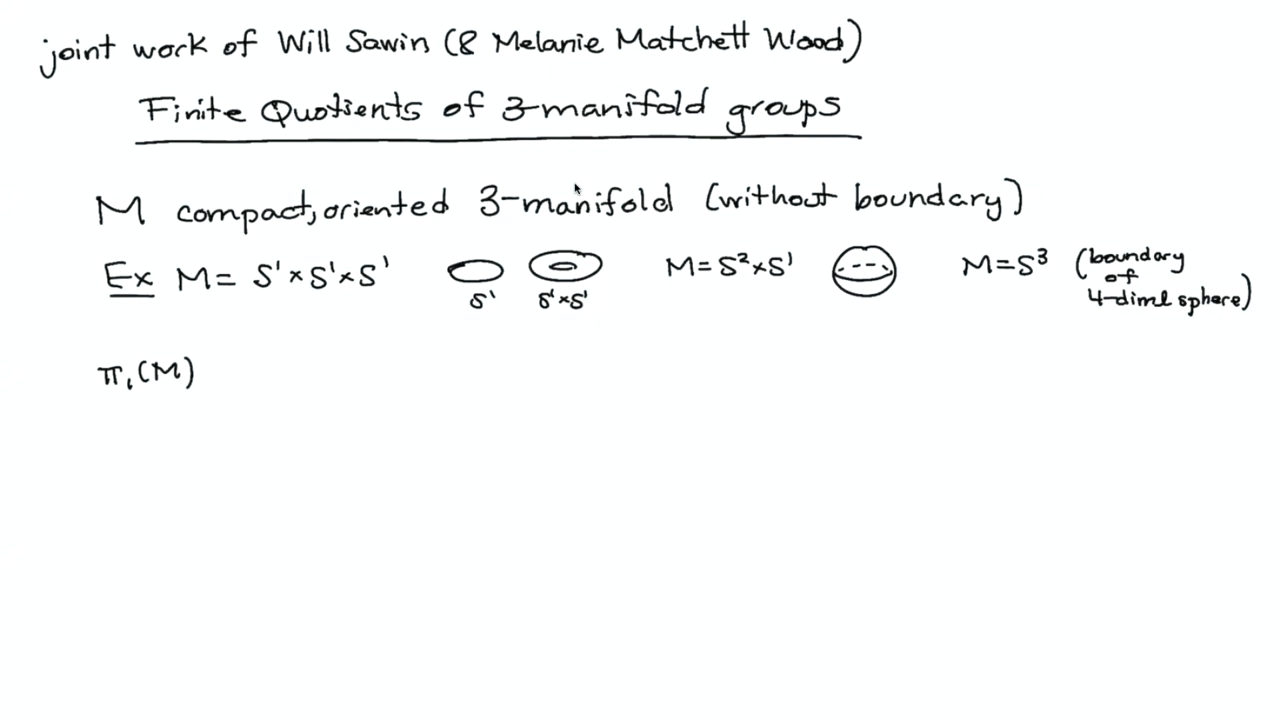 joint work of Will Sawin (& Melanie Matchett Wood)
Finite Quotients of 3-manifold groups
M compact, oriented 3-manifold (without boundary)
Ex M = S¹ × S¹ × S¹ S¹ S¹×S¹ M = S² × S¹ M = S³ (boundary of 4-diml sphere)
π₁(M)